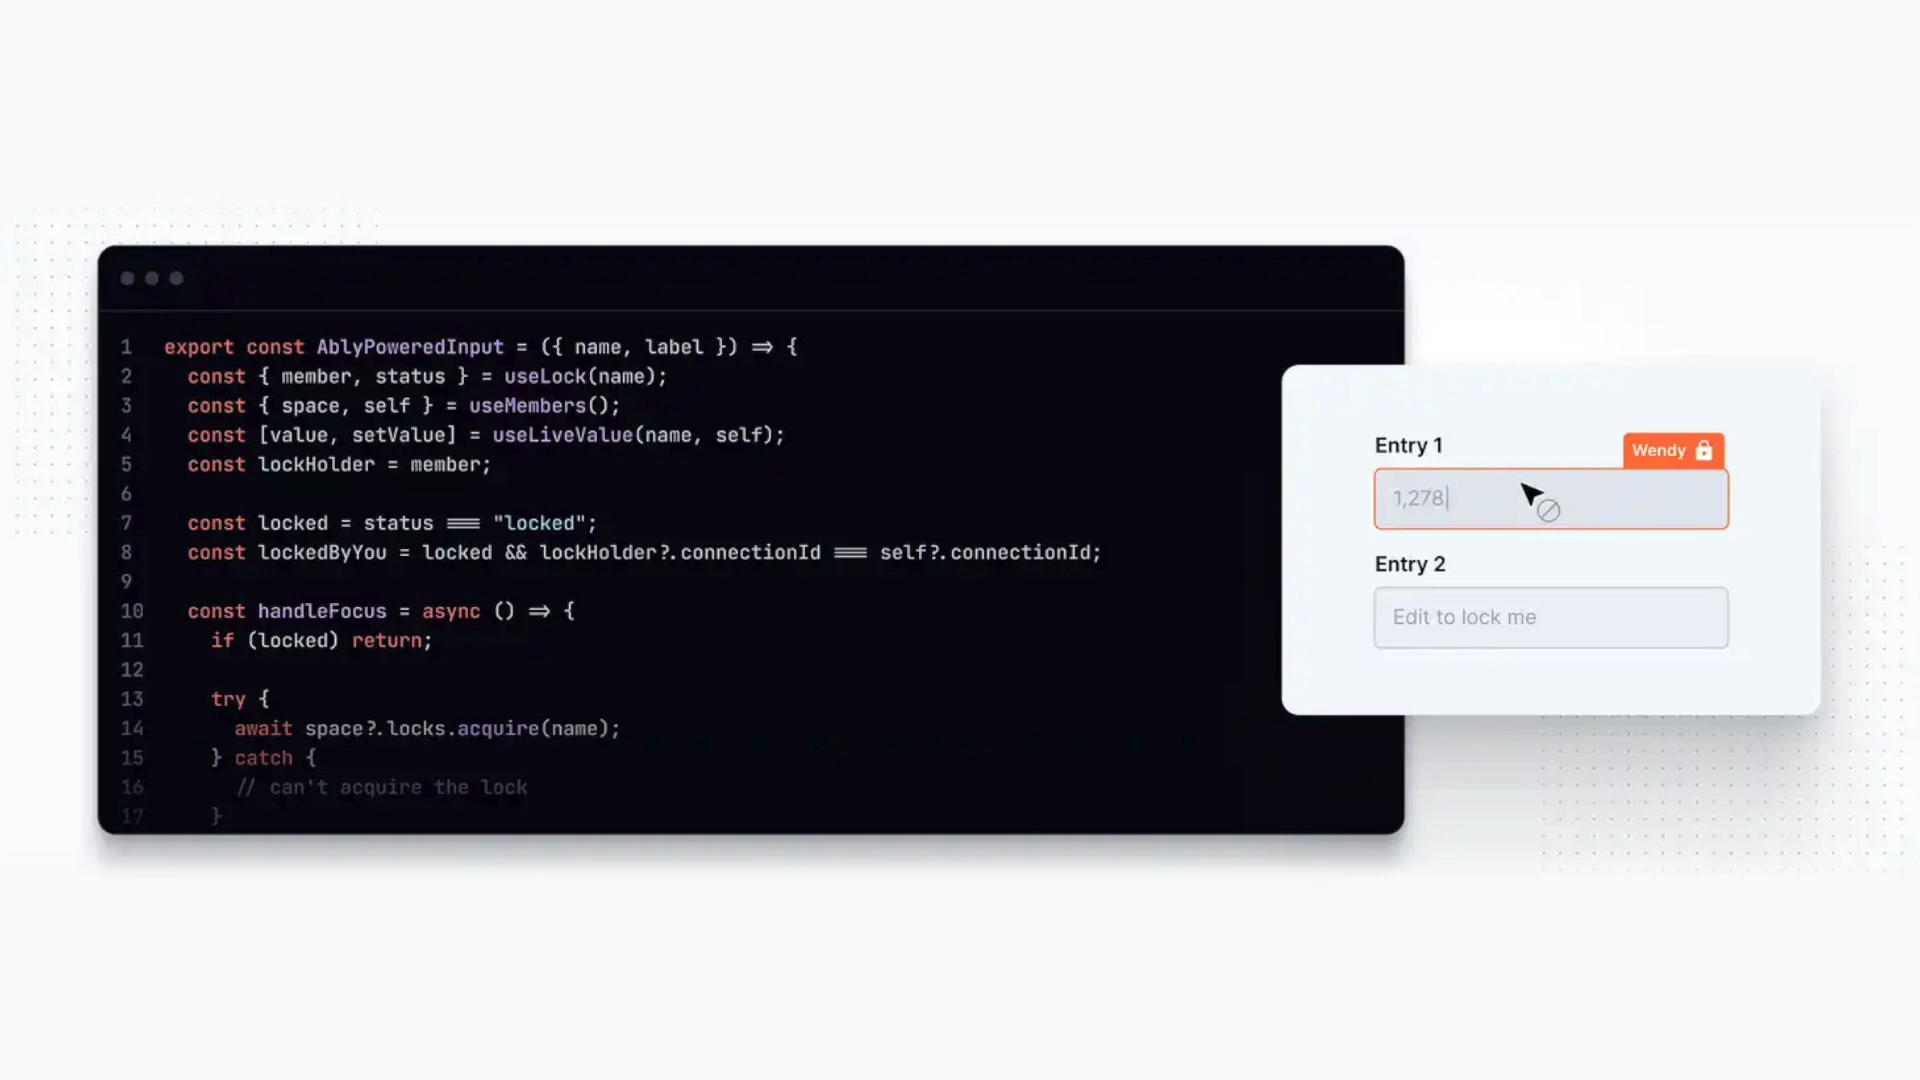 1 export const AblyPoweredInput = ({ name, label }) => {
2 const { member, status } = useLock(name);
3 const { space, self } = useMembers();
4 const [value, setValue] = useLiveValue(name, self);
5 const lockHolder = member;
6
7 const locked = status === "locked";
8 const lockedByYou = locked && lockHolder?.connectionId === self?.connectionId;
9
10 const handleFocus = async () => {
11 if (locked) return;
12
13 try {
14 await space?.locks.acquire(name);
15 } catch {
16 // can't acquire the lock
17 }
Entry 1
Wendy
1,278
Entry 2
Edit to lock me